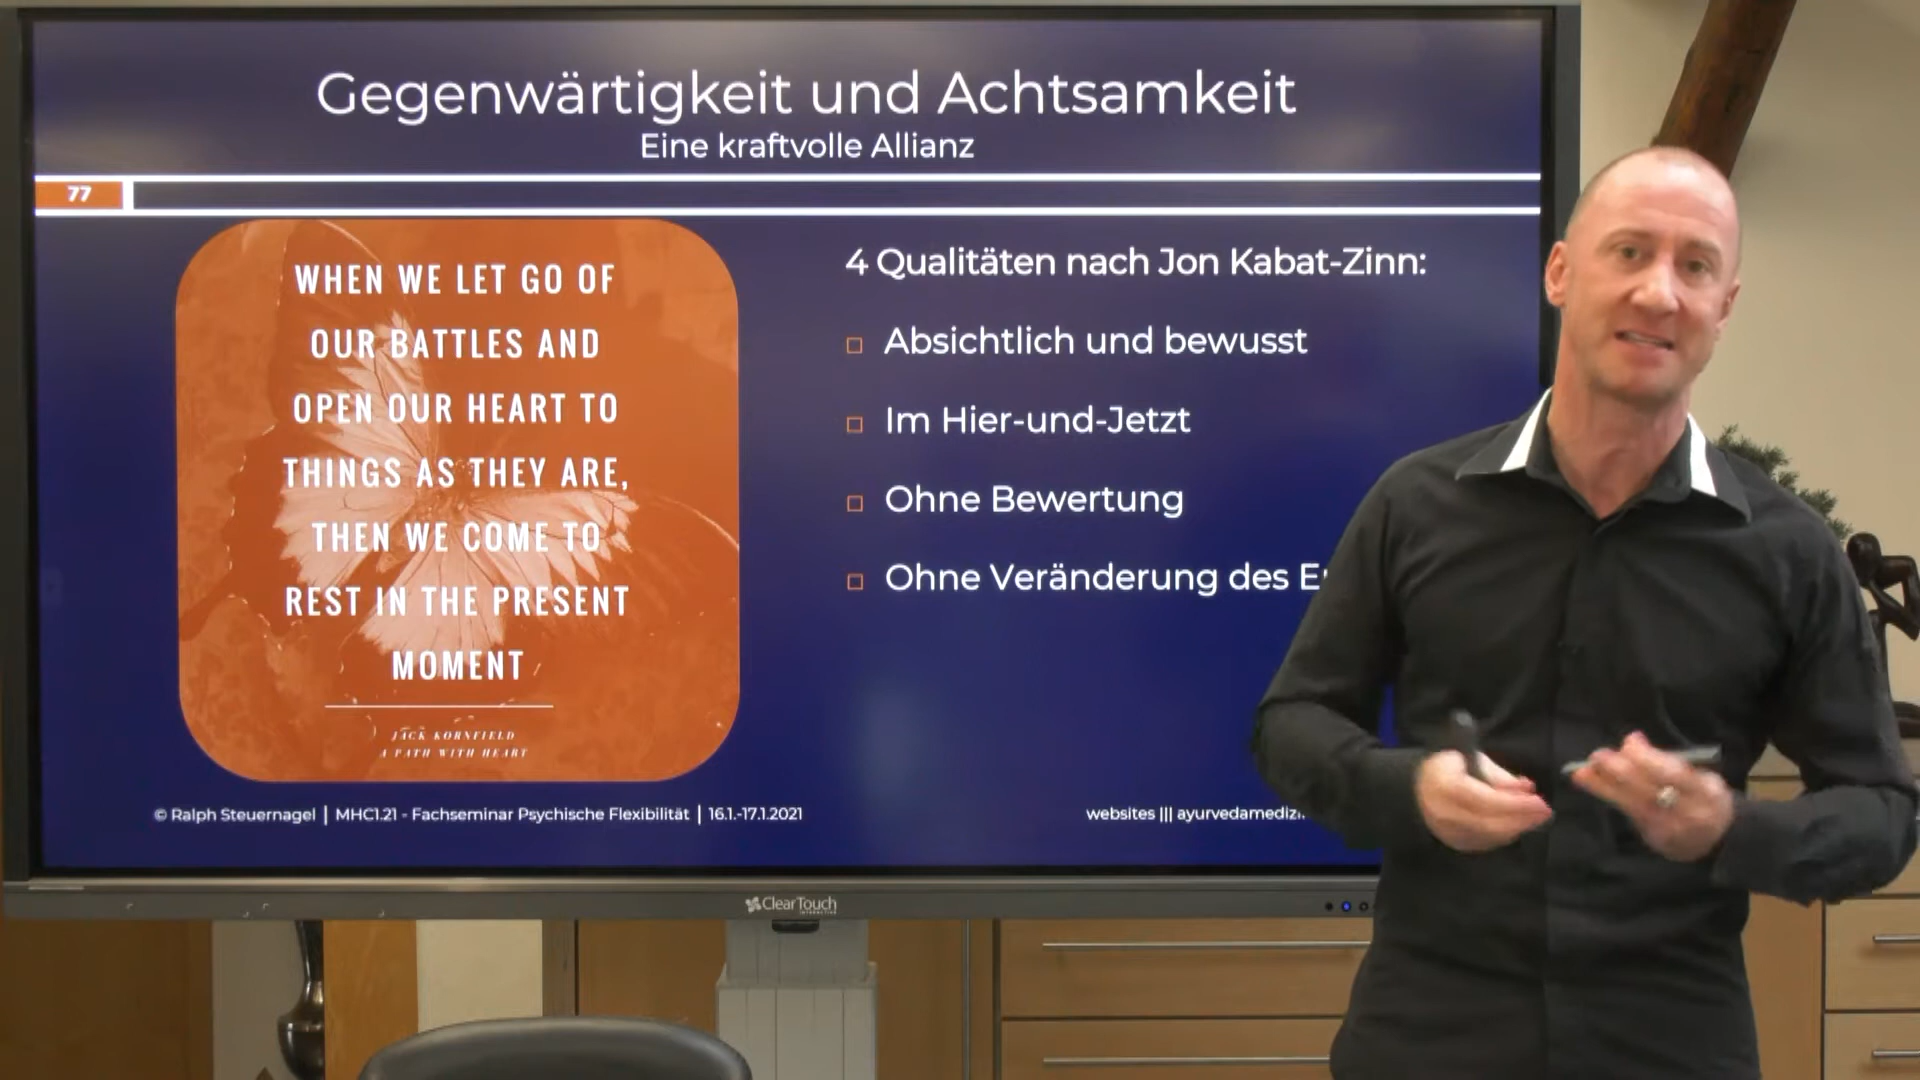 Gegenwärtigkeit und Achtsamkeit
Eine kraftvolle Allianz
77
WHEN WE LET GO OF
OUR BATTLES AND
OPEN OUR HEART TO
THINGS AS THEY ARE,
THEN WE COME TO
REST IN THE PRESENT
MOMENT
JACK KORNFIELD
A PATH WITH HEART
4 Qualitäten nach Jon Kabat-Zinn:
Absichtlich und bewusst
Im Hier-und-Jetzt
Ohne Bewertung
Ohne Veränderung des
© Ralph Steuernagel | MHC1.21 - Fachseminar Psychische Flexibilität | 16.1.-17.1.2021
websites |||
ClearTouch
INTERACTIVE